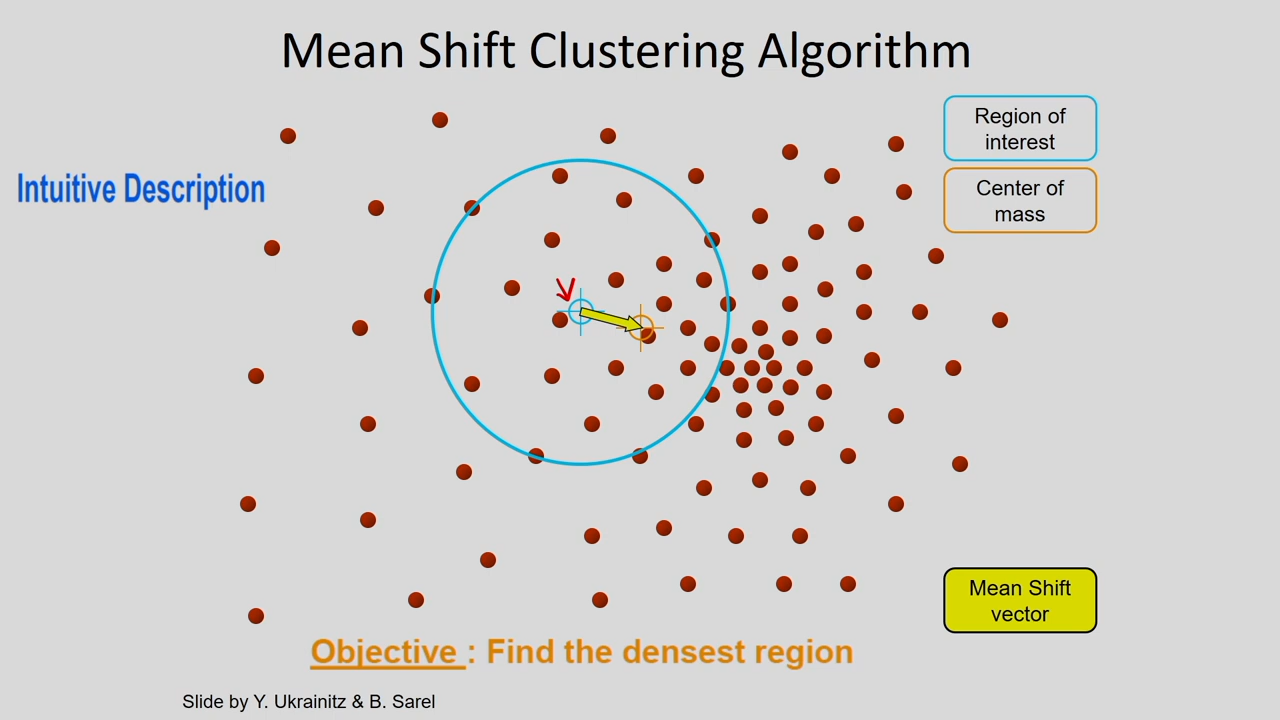 Mean Shift Clustering Algorithm
Intuitive Description
Region of
interest
Center of
mass
Mean Shift
vector
Objective : Find the densest region
Slide by Y. Ukrainitz & B. Sarel